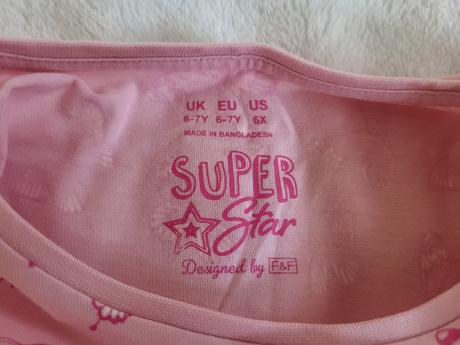 UK EU US
6-7Y 6-7Y 6X
MADE IN BANGLADESH
SUPER
Star
Designed by F&F